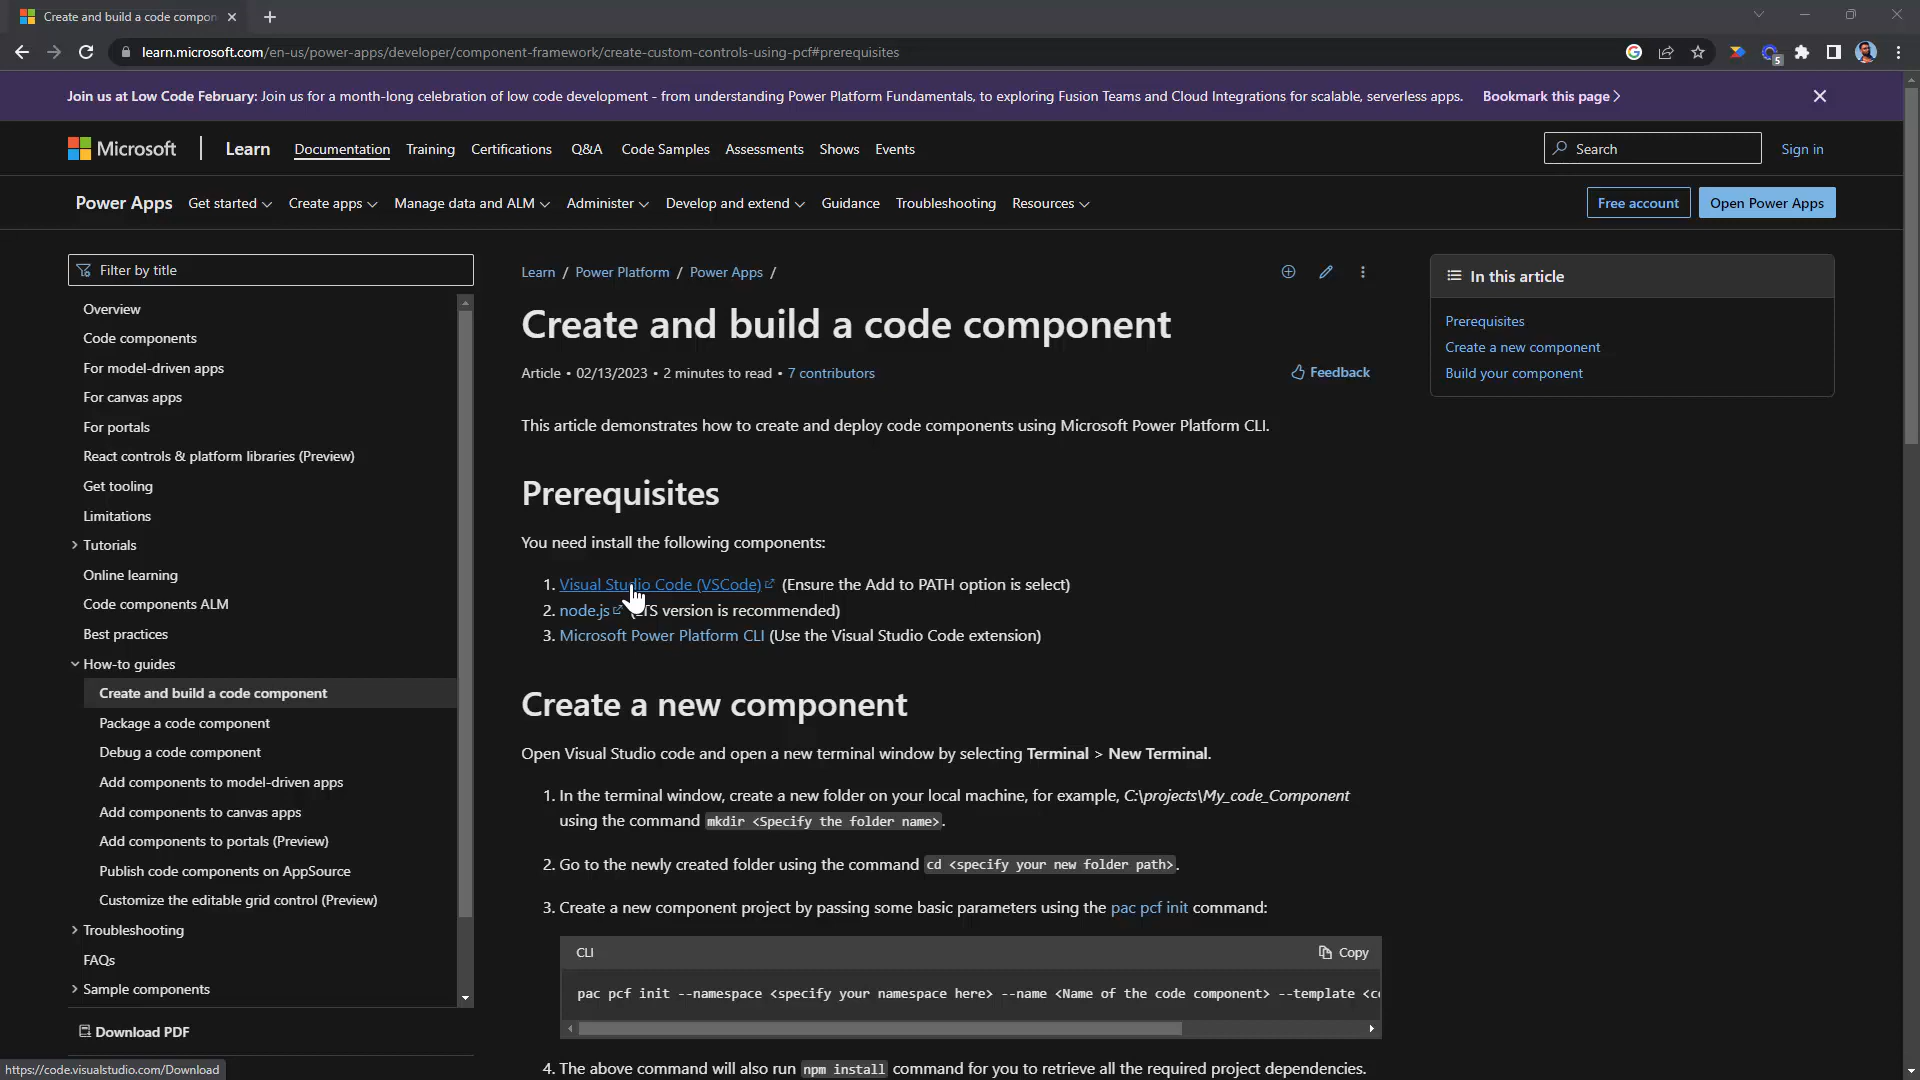 Create and build a code compon
learn.microsoft.com/en-us/power-apps/developer/component-framework/create-custom-controls-using-pcf#prerequisites
5
Join us at Low Code February: Join us for a month-long celebration of low code development - from understanding Power Platform Fundamentals, to exploring Fusion Teams and Cloud Integrations for scalable, serverless apps. Bookmark this page
Microsoft Learn Documentation Training Certifications Q&A Code Samples Assessments Shows Events Search Sign in
Power Apps Get started Create apps Manage data and ALM Administer Develop and extend Guidance Troubleshooting Resources Free account Open Power Apps
Filter by title
Overview
Code components
For model-driven apps
For canvas apps
For portals
React controls & platform libraries (Preview)
Get tooling
Limitations
Tutorials
Online learning
Code components ALM
Best practices
How-to guides
Create and build a code component
Package a code component
Debug a code component
Add components to model-driven apps
Add components to canvas apps
Add components to portals (Preview)
Publish code components on AppSource
Customize the editable grid control (Preview)
Troubleshooting
FAQs
Sample components
Download PDF
https://code.visualstudio.com/Download
Learn / Power Platform / Power Apps /
Create and build a code component
Article • 02/13/2023 • 2 minutes to read • 7 contributors
Feedback
This article demonstrates how to create and deploy code components using Microsoft Power Platform CLI.
Prerequisites
You need install the following components:
1. Visual Studio Code (VSCode) (Ensure the Add to PATH option is select)
2. node.js version is recommended)
3. Microsoft Power Platform CLI (Use the Visual Studio Code extension)
Create a new component
Open Visual Studio code and open a new terminal window by selecting Terminal > New Terminal.
1. In the terminal window, create a new folder on your local machine, for example, C:\projects\My_code_Component
using the command mkdir <Specify the folder name>.
2. Go to the newly created folder using the command cd <specify your new folder path>.
3. Create a new component project by passing some basic parameters using the pac pcf init command:
CLI Copy
pac pcf init --namespace <specify your namespace here> --name <Name of the code component> --template <c
4. The above command will also run npm install command for you to retrieve all the required project dependencies.
In this article
Prerequisites
Create a new component
Build your component